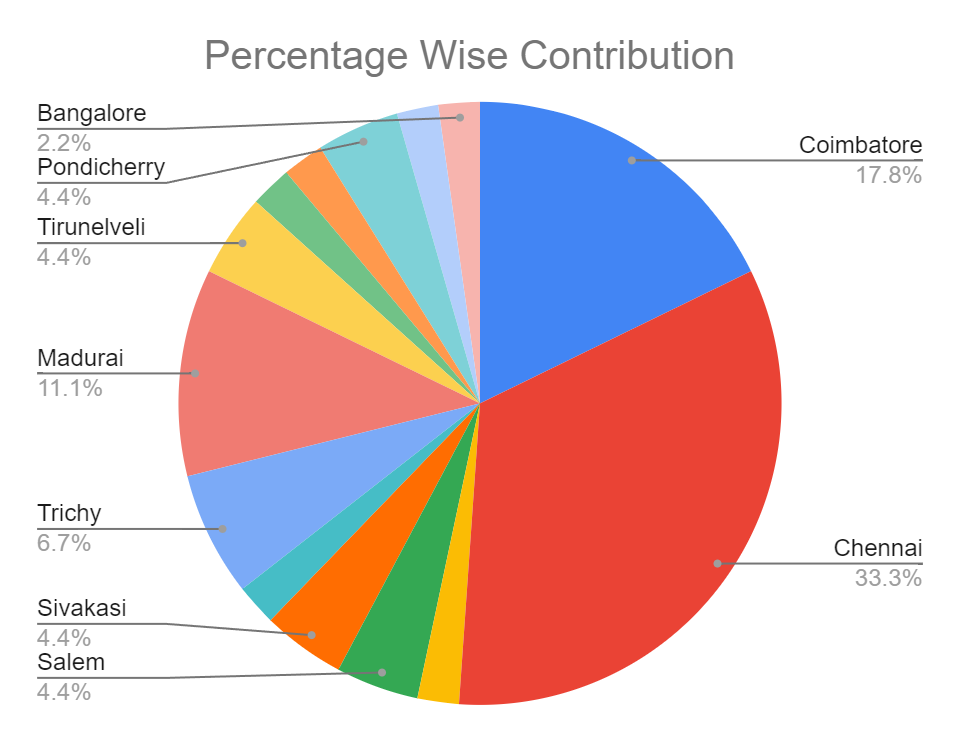 Percentage Wise Contribution
Bangalore
2.2%
Pondicherry
4.4%
Tirunelveli
4.4%
Madurai
11.1%
Trichy
6.7%
Sivakasi
4.4%
Salem
4.4%
Coimbatore
17.8%
Chennai
33.3%